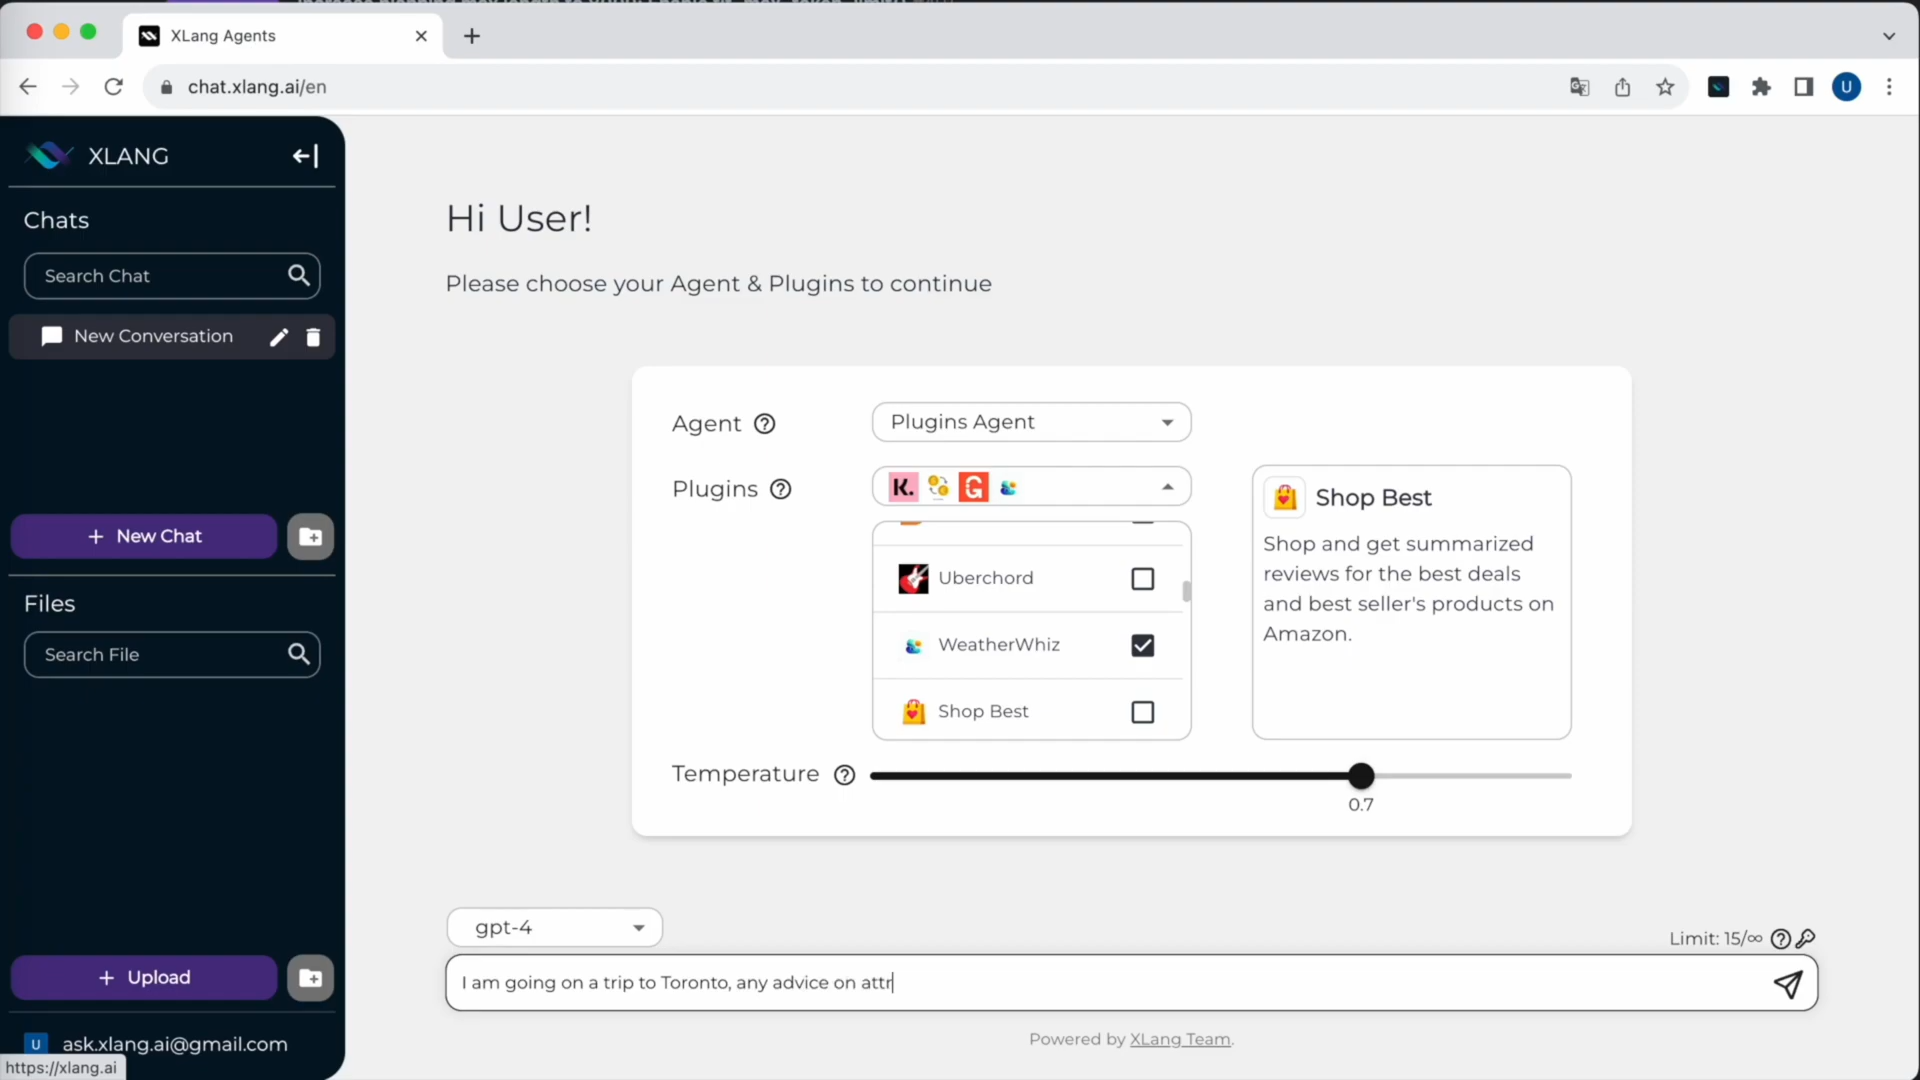 XLang Agents
chat.xlang.ai/en
U
XLANG
Chats
Search Chat
New Conversation
+ New Chat
Files
Search File
+ Upload
U ask.xlang.ai@gmail.com
https://xlang.ai
Hi User!
Please choose your Agent & Plugins to continue
Agent ?
Plugins Agent
Plugins ?
K. G
Uberchord
WeatherWhiz
Shop Best
Shop Best
Shop and get summarized
reviews for the best deals
and best seller's products on
Amazon.
Temperature ?
0.7
gpt-4
Limit: 15/∞ ?
I am going on a trip to Toronto, any advice on attr
Powered by XLang Team.